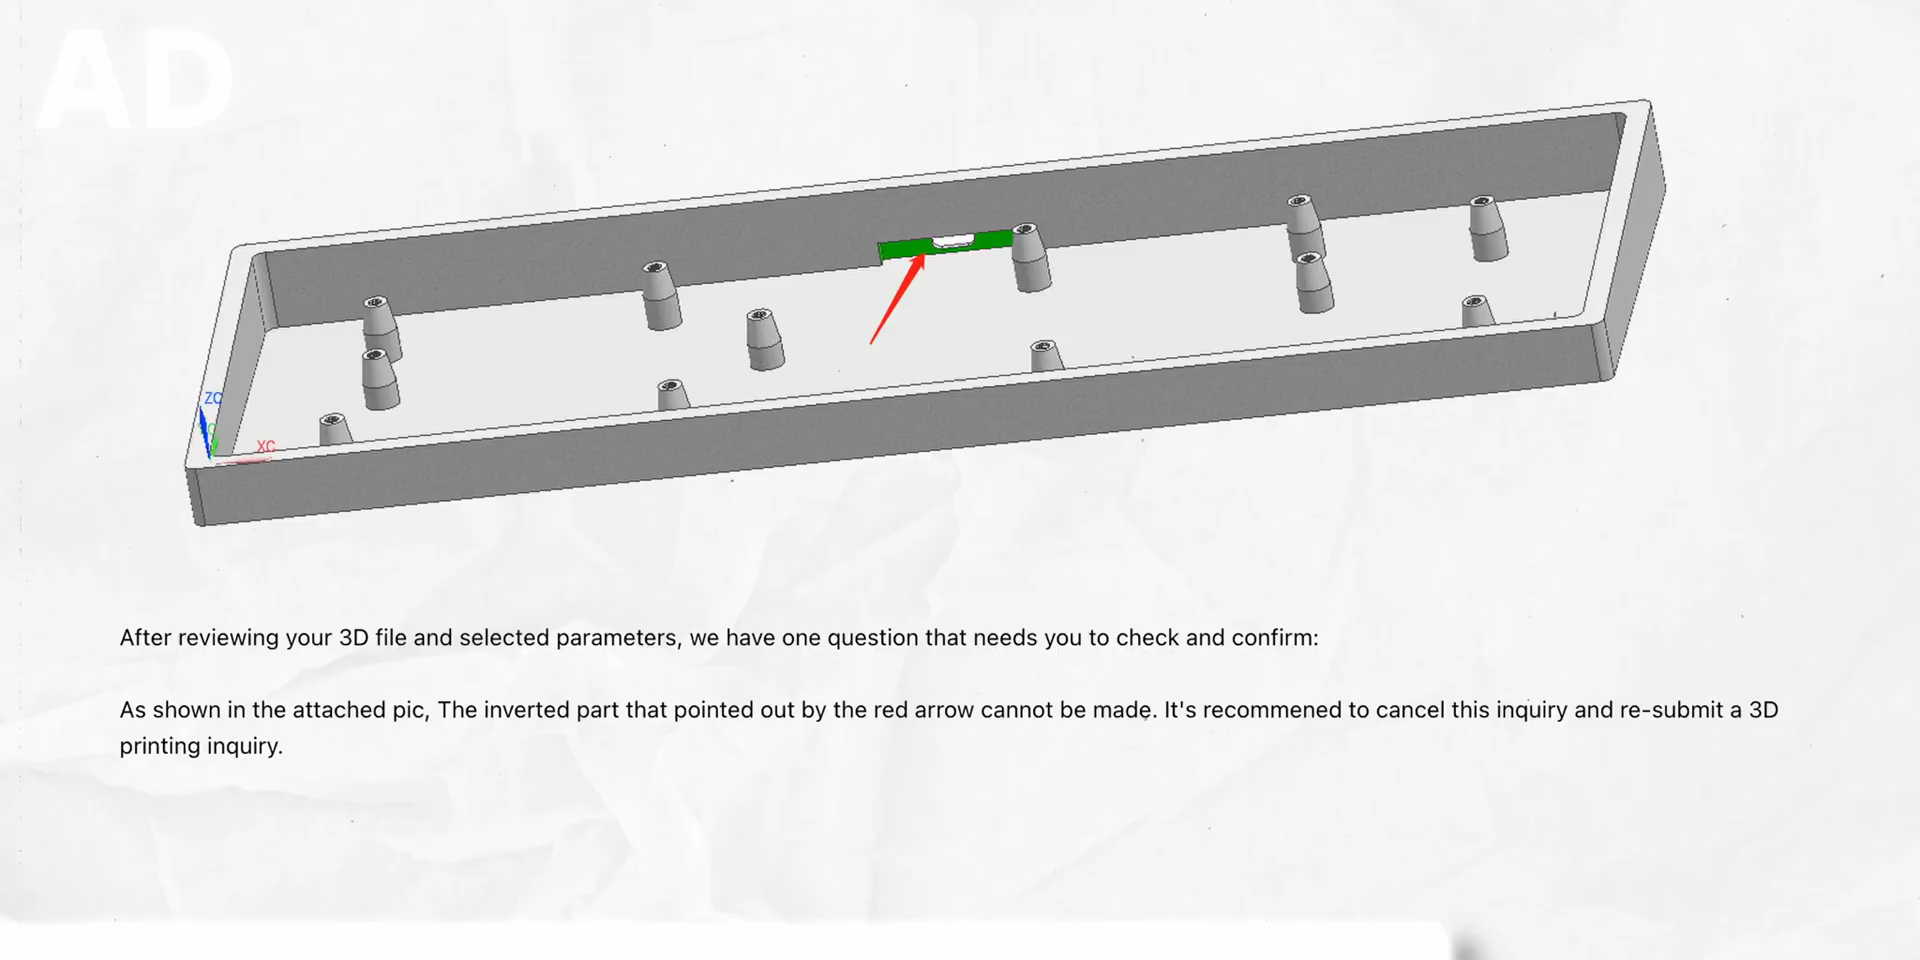 AD
ZC
XC
After reviewing your 3D file and selected parameters, we have one question that needs you to check and confirm:
As shown in the attached pic, The inverted part that pointed out by the red arrow cannot be made. It's recommened to cancel this inquiry and re-submit a 3D
printing inquiry.